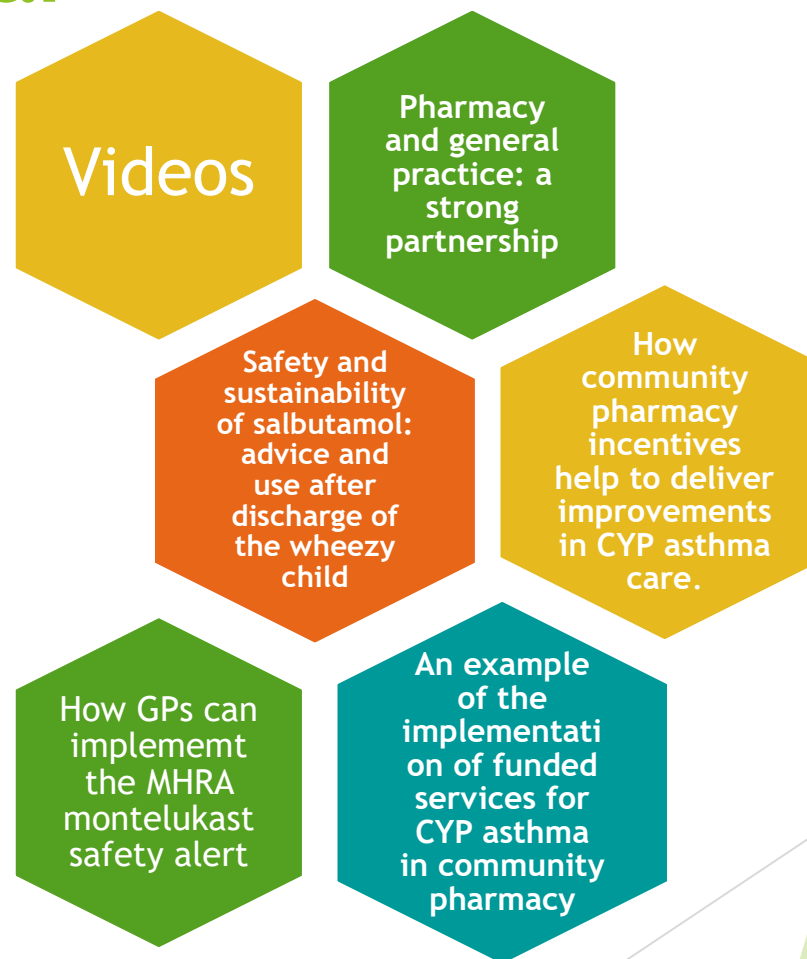 Videos
Pharmacy
and general
practice: a
strong
partnership
Safety and
sustainability
of salbutamol:
advice and
use after
discharge of
the wheezy
child
How
community
pharmacy
incentives
help to deliver
improvements
in CYP asthma
care.
How GPs can
implememt
the MHRA
montelukast
safety alert
An example
of the
implementati
on of funded
services for
CYP asthma
in community
pharmacy